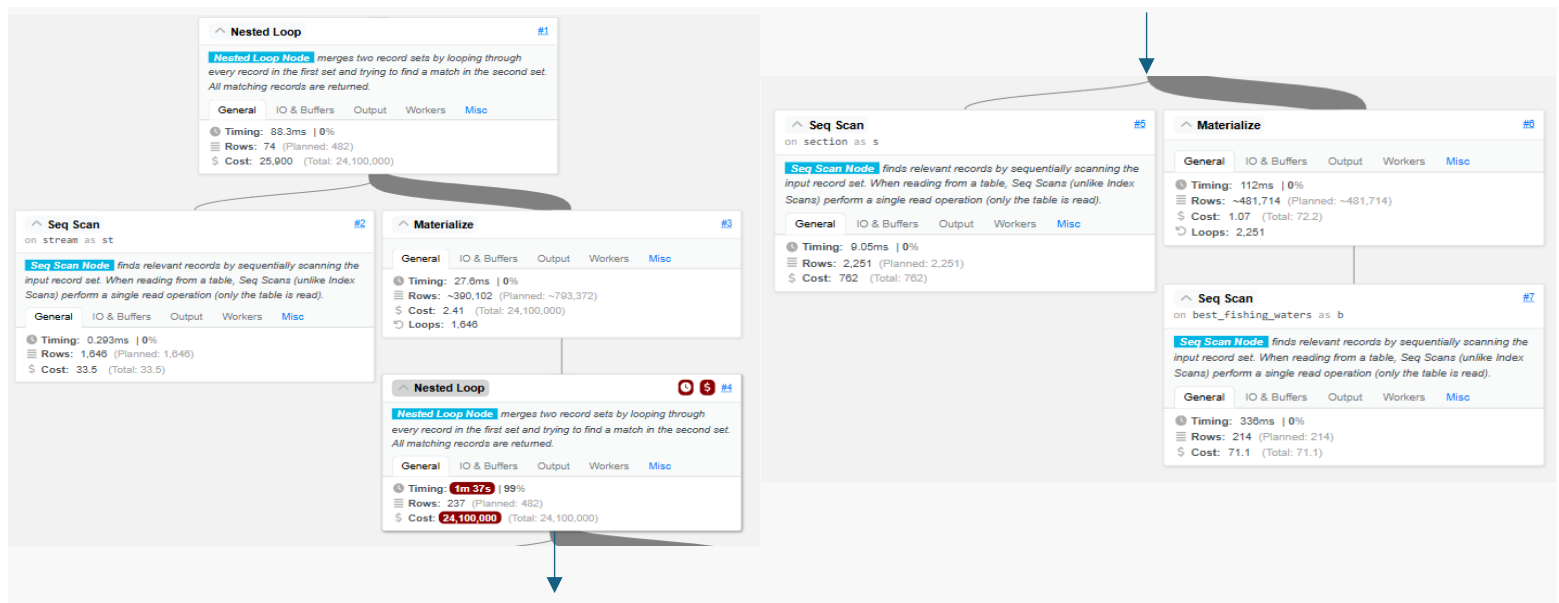 Nested Loop #1
Nested Loop Node merges two record sets by looping through
every record in the first set and trying to find a match in the second set.
All matching records are returned.
General IO & Buffers Output Workers Misc
Timing: 88.3ms | 0%
Rows: 74 (Planned: 482)
$ Cost: 25,900 (Total: 24,100,000)
Seq Scan #2
on stream as st
Seq Scan Node finds relevant records by sequentially scanning the
input record set. When reading from a table, Seq Scans (unlike Index
Scans) perform a single read operation (only the table is read).
General IO & Buffers Output Workers Misc
Timing: 0.293ms | 0%
Rows: 1,646 (Planned: 1,646)
$ Cost: 33.5 (Total: 33.5)
Materialize #3
General IO & Buffers Output Workers Misc
Timing: 27.6ms | 0%
Rows: ~390,102 (Planned: ~793,372)
$ Cost: 2.41 (Total: 24,100,000)
Loops: 1,646
Nested Loop $ #4
Nested Loop Node merges two record sets by looping through
every record in the first set and trying to find a match in the second set.
All matching records are returned.
General IO & Buffers Output Workers Misc
Timing: 1m 37s | 99%
Rows: 237 (Planned: 482)
$ Cost: 24,100,000 (Total: 24,100,000)
Seq Scan #5
on section as s
Seq Scan Node finds relevant records by sequentially scanning the
input record set. When reading from a table, Seq Scans (unlike Index
Scans) perform a single read operation (only the table is read).
General IO & Buffers Output Workers Misc
Timing: 9.05ms | 0%
Rows: 2,251 (Planned: 2,251)
$ Cost: 762 (Total: 762)
Materialize #6
General IO & Buffers Output Workers Misc
Timing: 112ms | 0%
Rows: ~481,714 (Planned: ~481,714)
$ Cost: 1.07 (Total: 72.2)
Loops: 2,251
Seq Scan #7
on best_fishing_waters as b
Seq Scan Node finds relevant records by sequentially scanning the
input record set. When reading from a table, Seq Scans (unlike Index
Scans) perform a single read operation (only the table is read).
General IO & Buffers Output Workers Misc
Timing: 336ms | 0%
Rows: 214 (Planned: 214)
$ Cost: 71.1 (Total: 71.1)